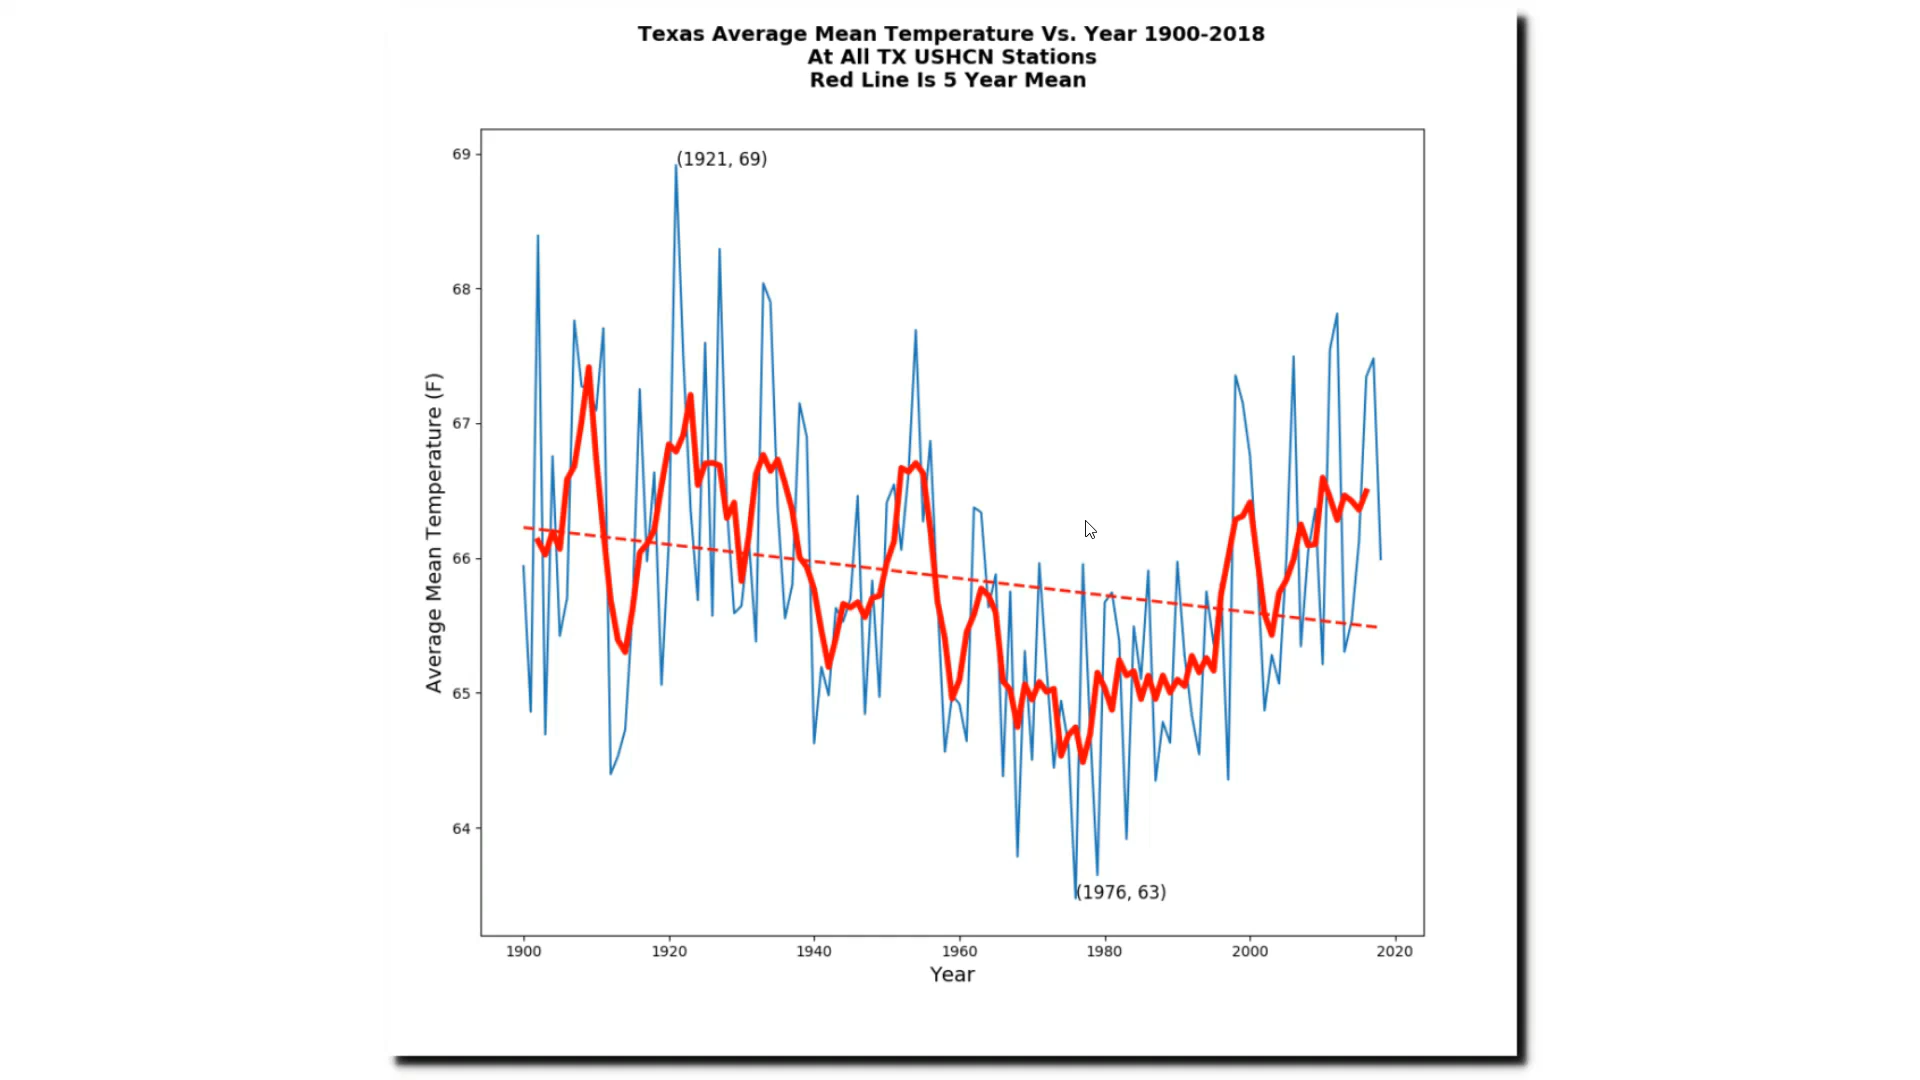 Texas Average Mean Temperature Vs. Year 1900-2018
At All TX USHCN Stations
Red Line Is 5 Year Mean
(1921, 69)
69
68
67
66
65
64
Average Mean Temperature (F)
(1976, 63)
1900 1920 1940 1960 1980 2000 2020
Year